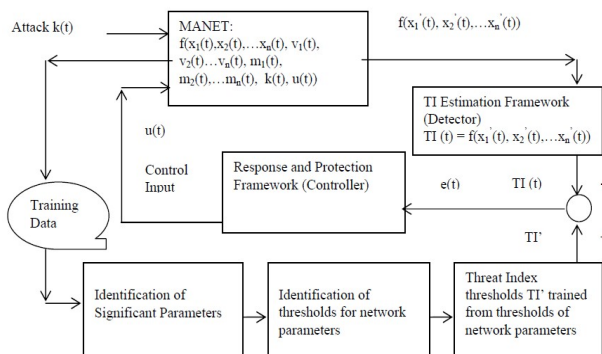 Attack k(t)
MANET:
f(x₁(t),x₂(t),…xₙ(t), v₁(t),
v₂(t)…vₙ(t), m₁(t),
m₂(t),…mₙ(t), k(t), u(t))
f(x₁'(t), x₂'(t),…xₙ'(t))
TI Estimation Framework
(Detector)
TI (t) = f(x₁'(t), x₂'(t),…xₙ'(t))
u(t)
Control
Input
Response and Protection
Framework (Controller)
e(t)
TI (t)
TI’
Training
Data
Identification of
Significant Parameters
Identification of
thresholds for network
parameters
Threat Index
thresholds TI’ trained
from thresholds of
network parameters